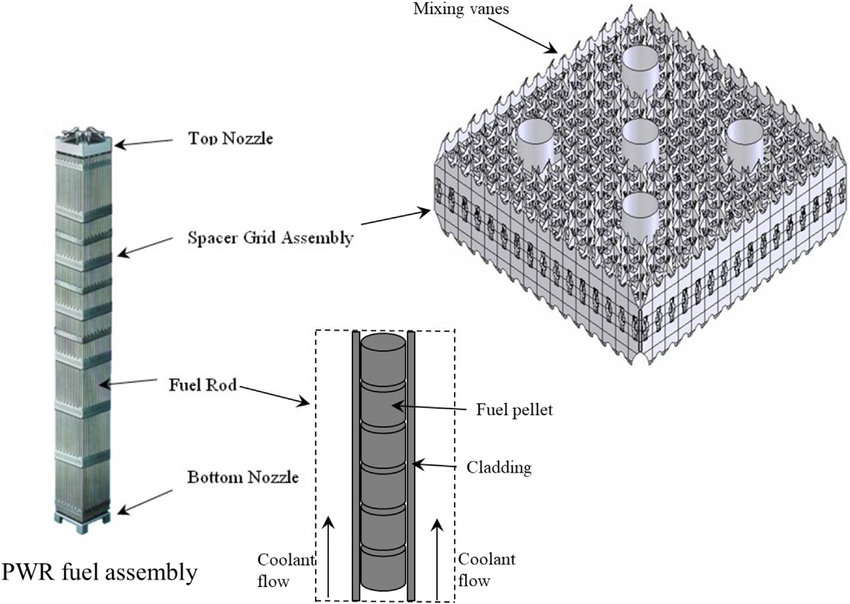 Mixing vanes
Top Nozzle
Spacer Grid Assembly
Fuel Rod
Fuel pellet
Cladding
Bottom Nozzle
Coolant
flow
Coolant
flow
PWR fuel assembly